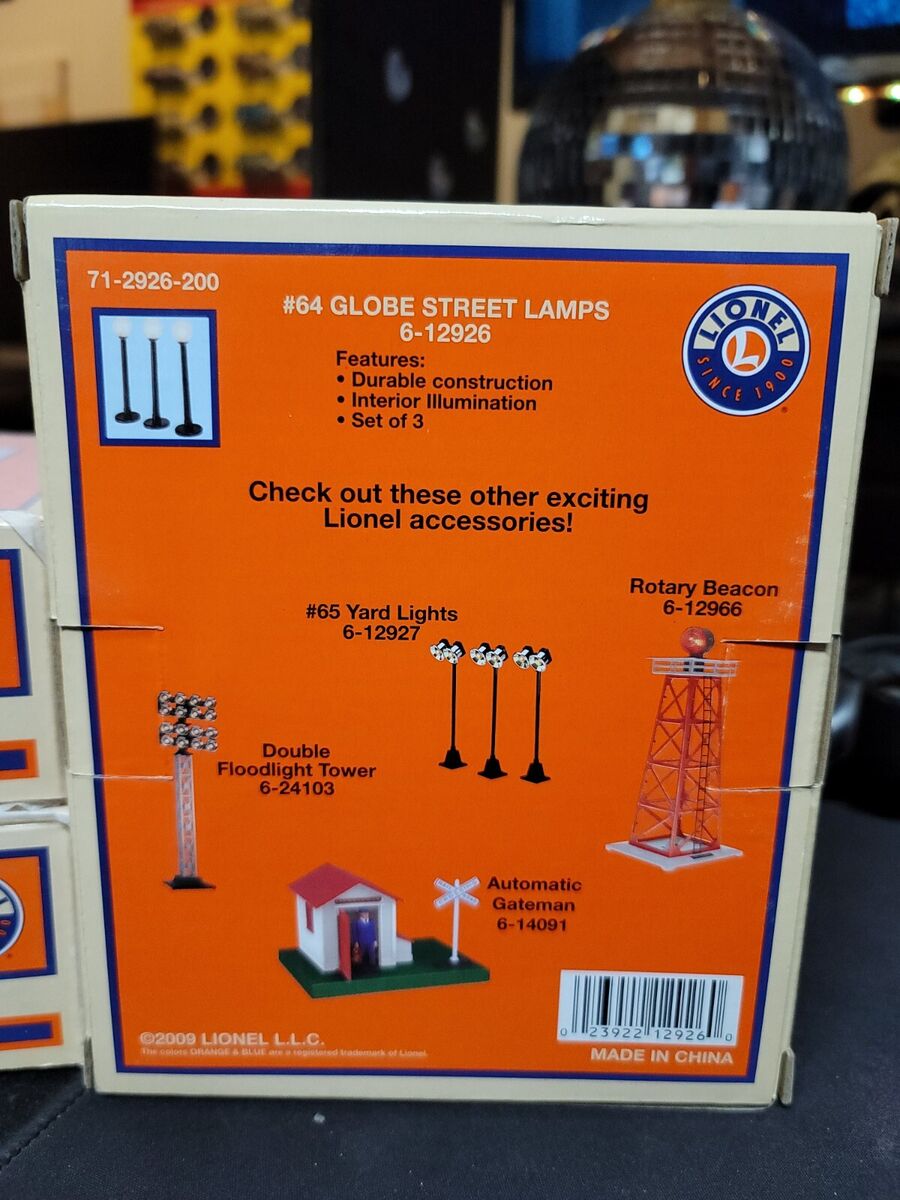 71-2926-200
#64 GLOBE STREET LAMPS
6-12926
Features:
• Durable construction
• Interior Illumination
• Set of 3
LIONEL
L
SINCE 1900
®
Check out these other exciting
Lionel accessories!
#65 Yard Lights
6-12927
Rotary Beacon
6-12966
Double
Floodlight Tower
6-24103
Automatic
Gateman
6-14091
0 23922 12926 0
©2009 LIONEL L.L.C.
The colors ORANGE & BLUE are a registered trademark of Lionel.
MADE IN CHINA